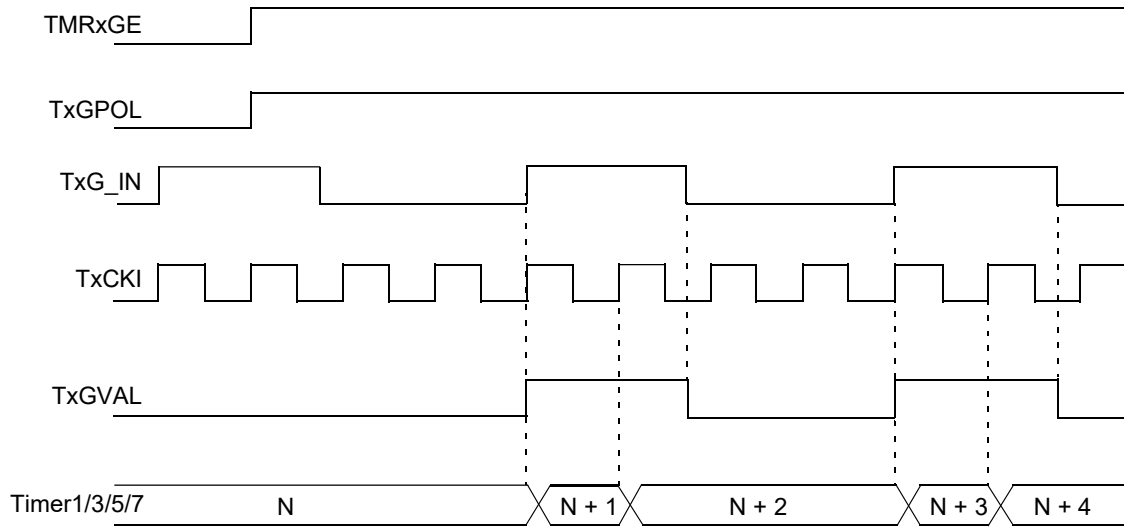 TMRxGE
TxGPOL
TxG_IN
TxCKI
TxGVAL
Timer1/3/5/7 N N + 1 N + 2 N + 3 N + 4